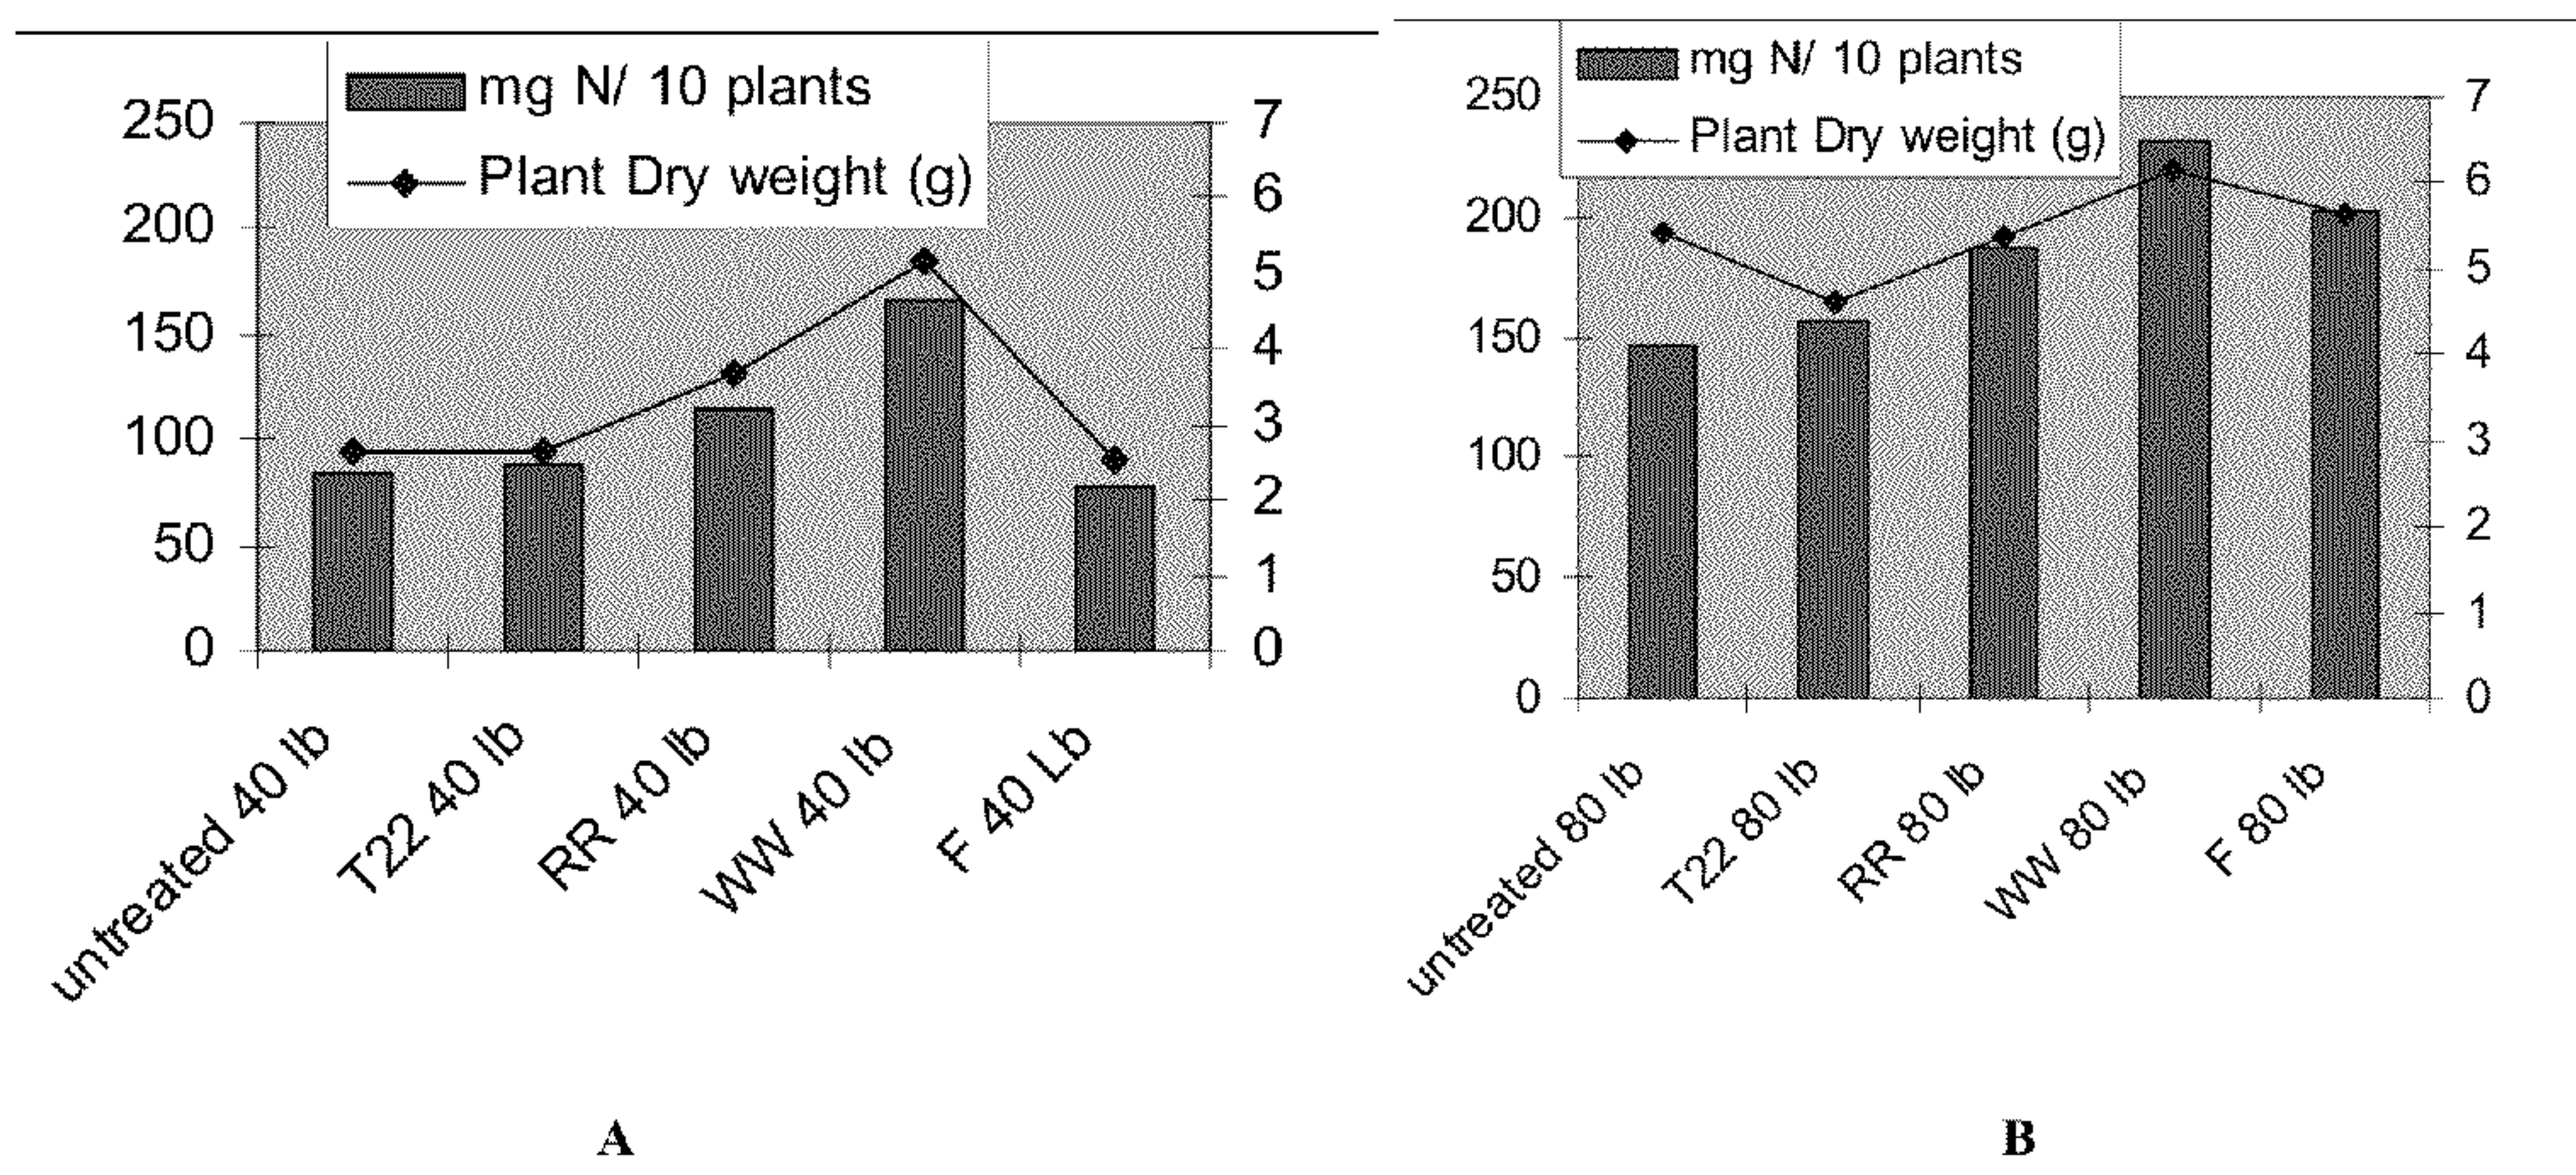 mg N/ 10 plants
Plant Dry weight (g)
250
200
150
100
50
0
7
6
5
4
3
2
1
0
untreated 40 lb
T22 40 lb
RR 40 lb
WW 40 lb
F 40 Lb
A
mg N/ 10 plants
Plant Dry weight (g)
250
200
150
100
50
0
7
6
5
4
3
2
1
0
untreated 80 lb
T22 80 lb
RR 80 lb
WW 80 lb
F 80 lb
B